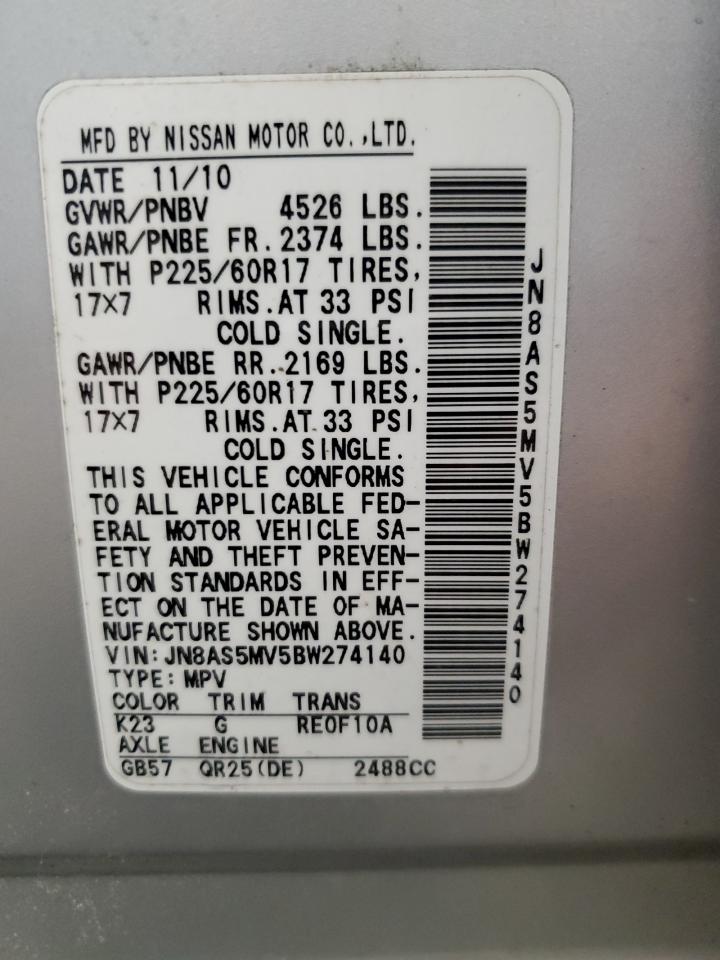 MFD BY NISSAN MOTOR CO.,LTD.
DATE 11/10
GVWR/PNBV 4526 LBS.
GAWR/PNBE FR. 2374 LBS.
WITH P225/60R17 TIRES,
17×7 RIMS.AT 33 PSI
COLD SINGLE.
GAWR/PNBE RR. 2169 LBS.
WITH P225/60R17 TIRES,
17×7 RIMS.AT 33 PSI
COLD SINGLE.
THIS VEHICLE CONFORMS
TO ALL APPLICABLE FED-
ERAL MOTOR VEHICLE SA-
FETY AND THEFT PREVEN-
TION STANDARDS IN EFF-
ECT ON THE DATE OF MA-
NUFACTURE SHOWN ABOVE.
VIN:JN8AS5MV5BW274140
TYPE:MPV
COLOR TRIM TRANS
K23 G RE0F10A
AXLE ENGINE
GB57 QR25(DE) 2488CC
JN8AS5MV5BW274140